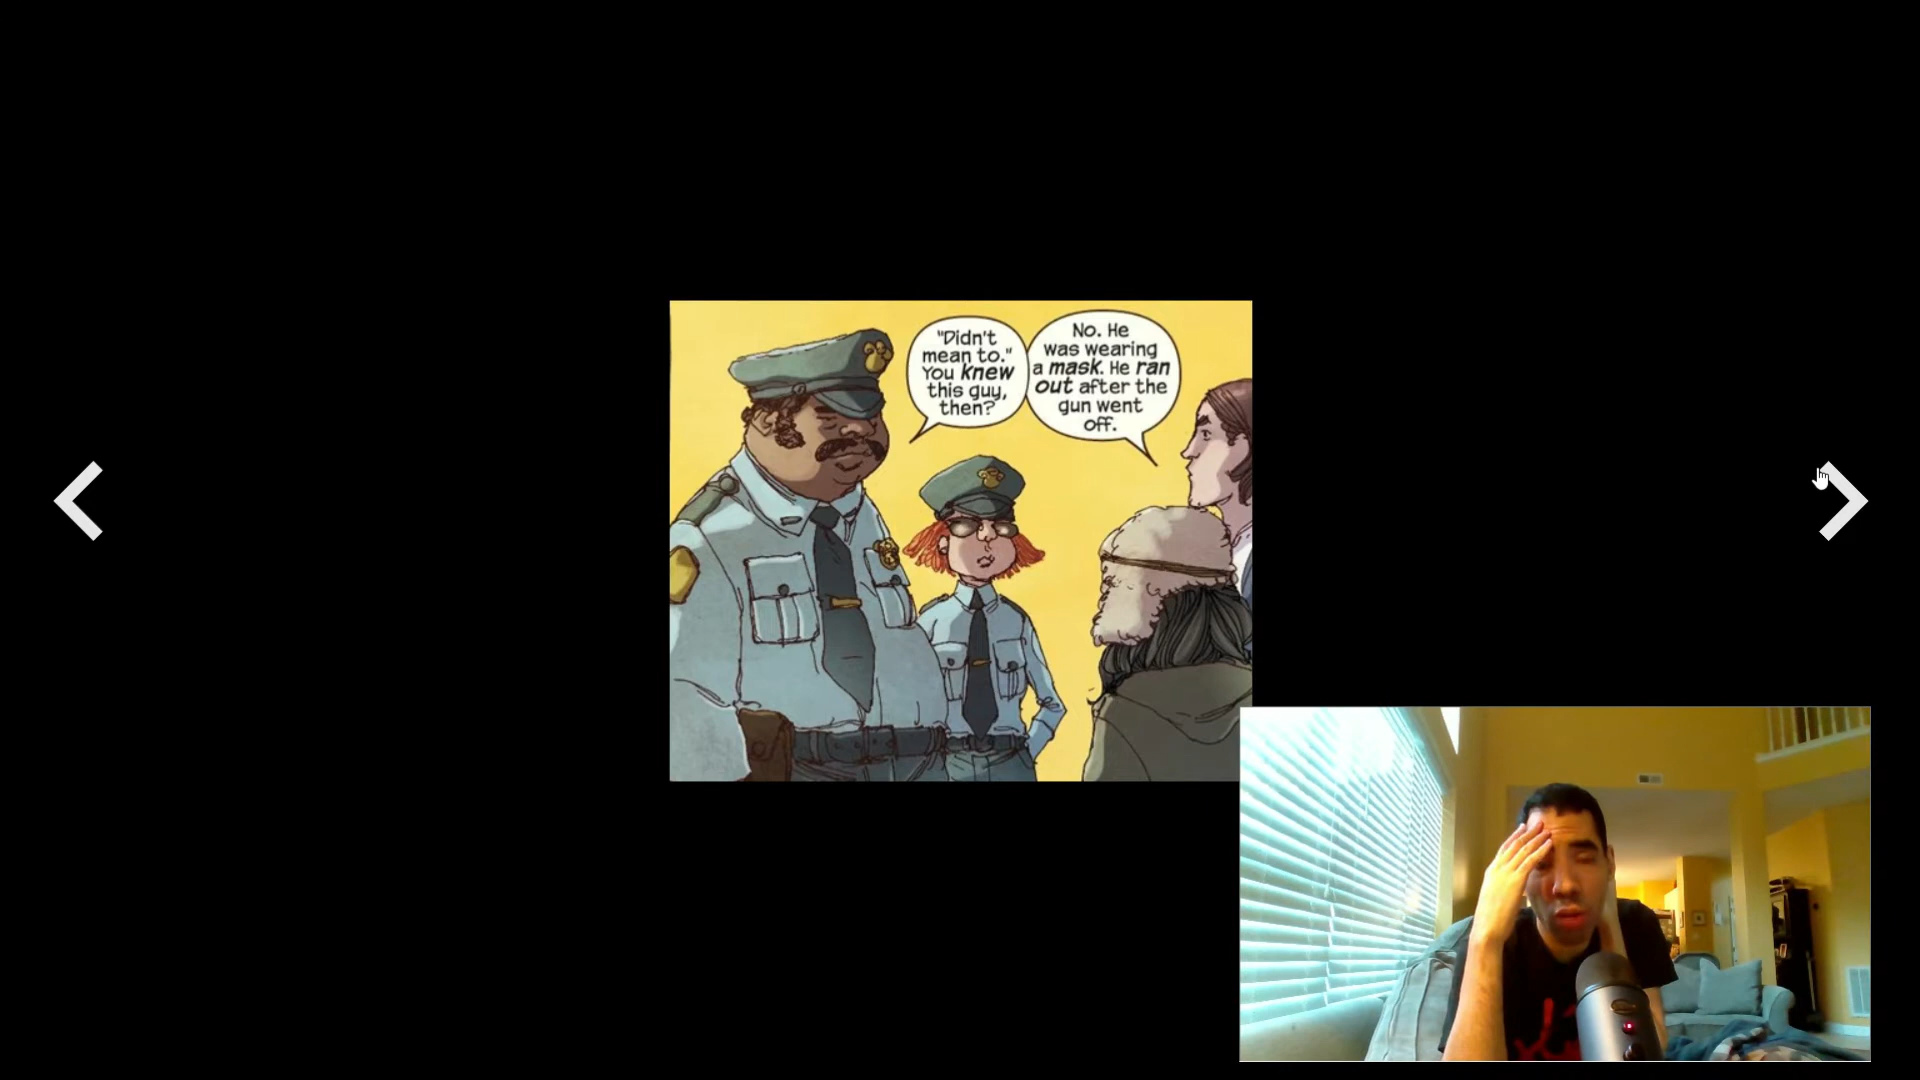 "Didn't
mean to."
You knew
this guy,
then?
No. He
was wearing
a mask. He ran
out after the
gun went
off.